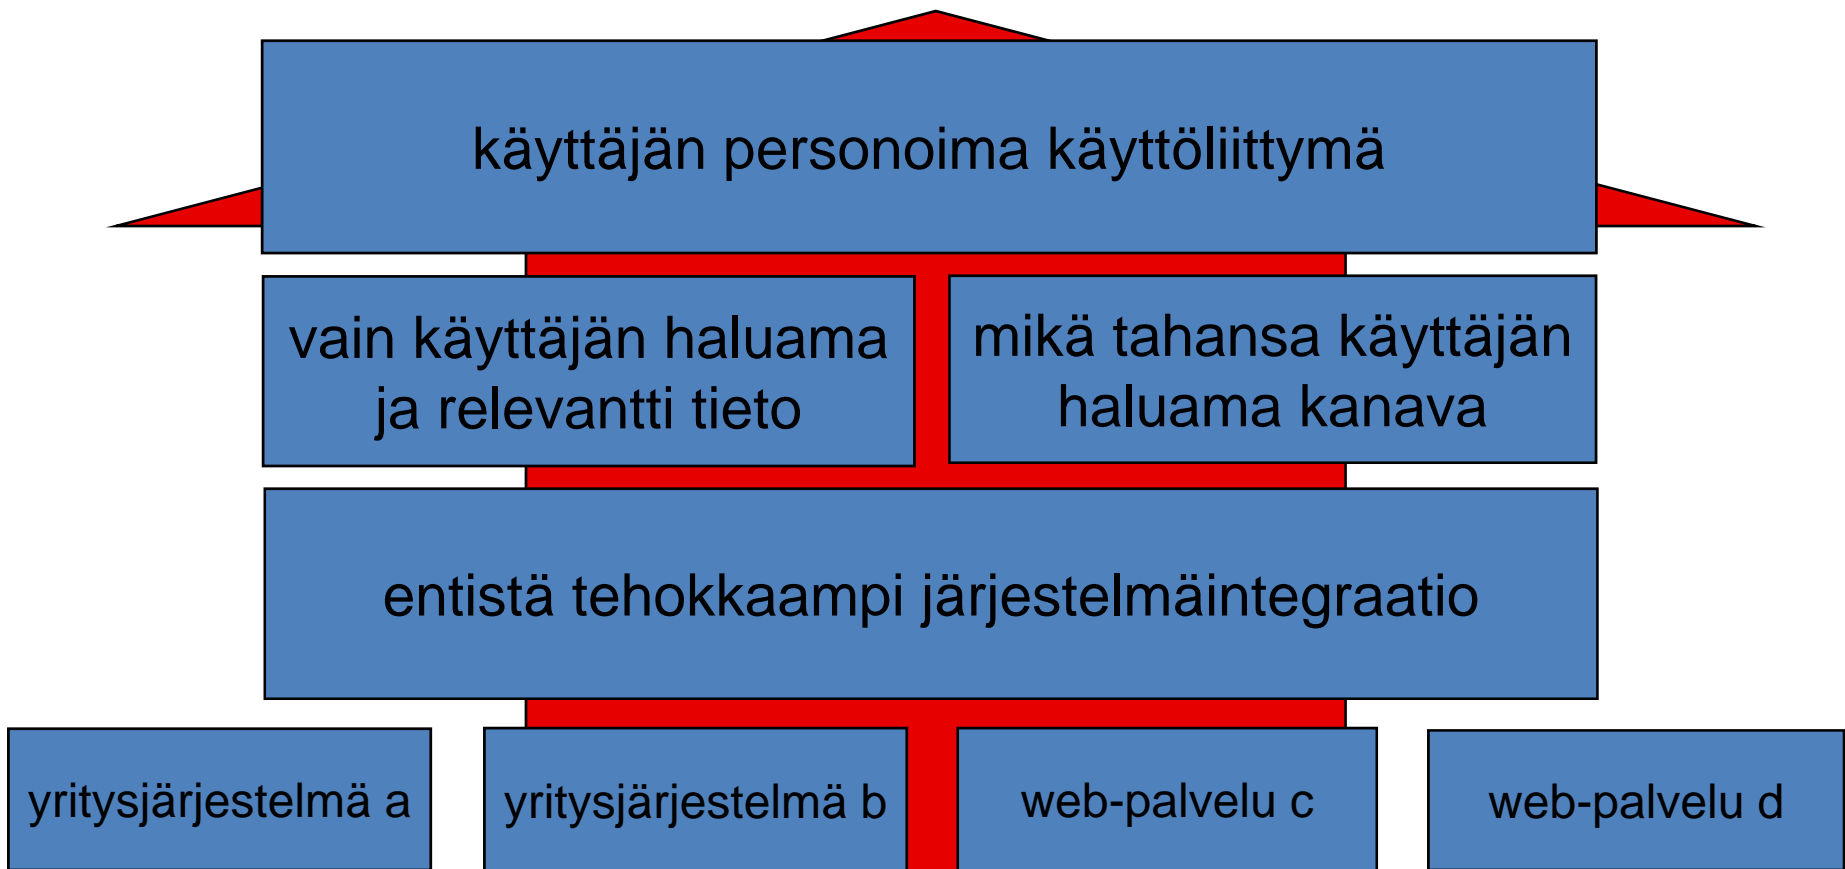 käyttäjän personoima käyttöliittymä
vain käyttäjän haluama
ja relevantti tieto
mikä tahansa käyttäjän
haluama kanava
entistä tehokkaampi järjestelmäintegraatio
yritysjärjestelmä a
yritysjärjestelmä b
web-palvelu c
web-palvelu d